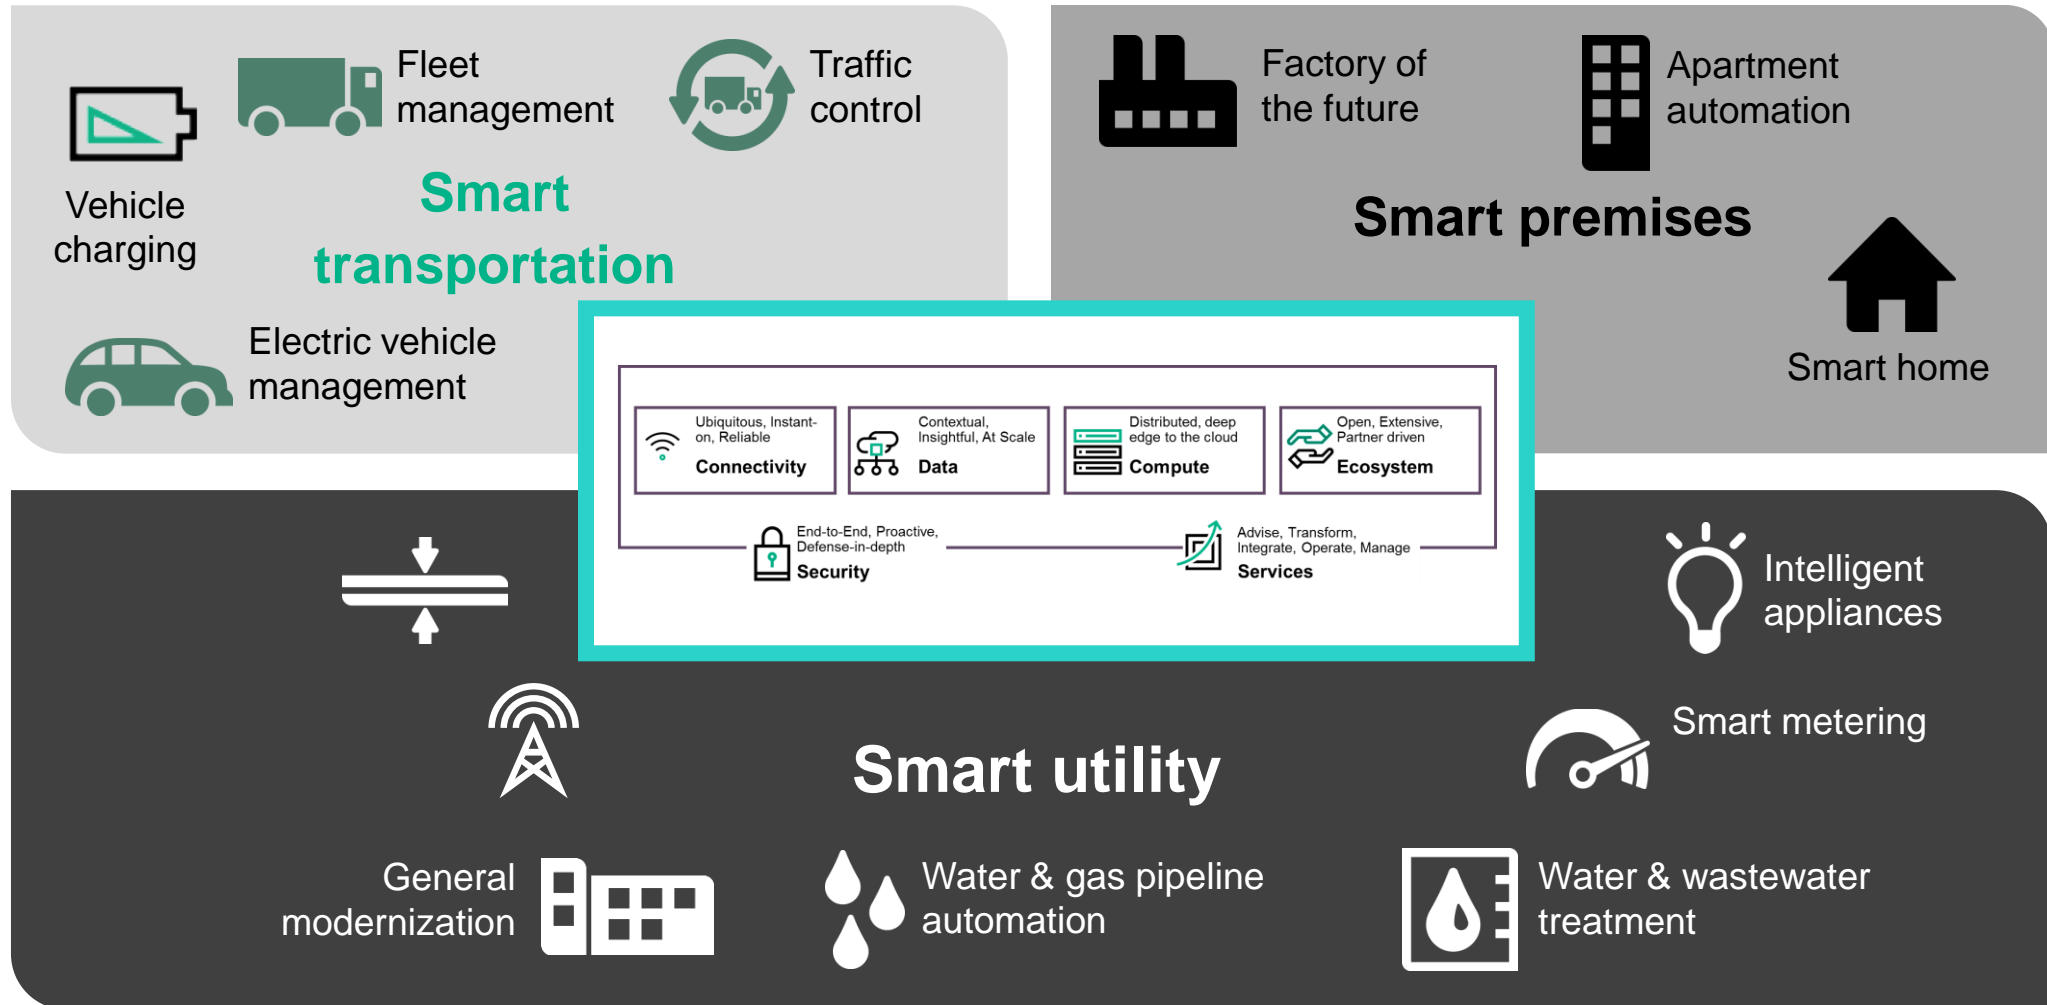 Fleet
management
Traffic
control
Vehicle
charging
Smart
transportation
Electric vehicle
management
Factory of
the future
Apartment
automation
Smart premises
Smart home
Ubiquitous, Instant-
on, Reliable
Connectivity
Contextual,
Insightful, At Scale
Data
Distributed, deep
edge to the cloud
Compute
Open, Extensive,
Partner driven
Ecosystem
End-to-End, Proactive,
Defense-in-depth
Security
Advise, Transform,
Integrate, Operate, Manage
Services
Intelligent
appliances
Smart metering
Smart utility
General
modernization
Water & gas pipeline
automation
Water & wastewater
treatment